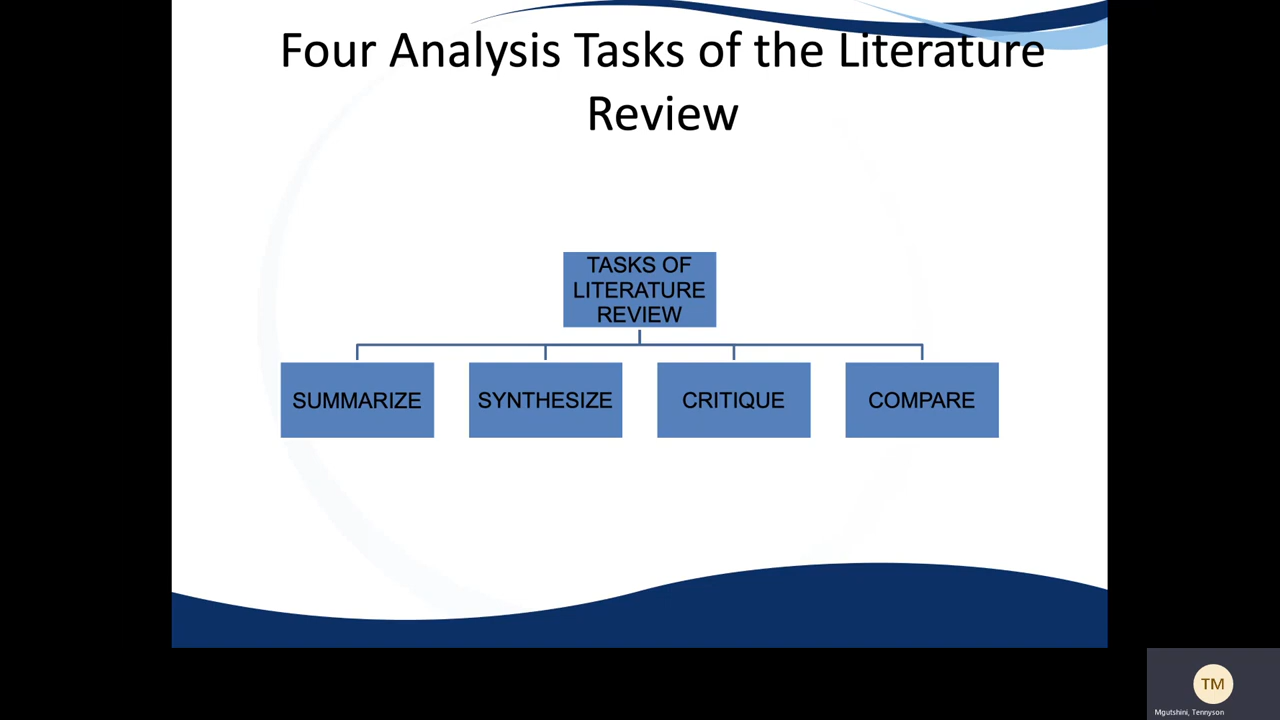 Four Analysis Tasks of the Literature
Review
TASKS OF
LITERATURE
REVIEW
SUMMARIZE
SYNTHESIZE
CRITIQUE
COMPARE
TM
Mgutshini, Tennyson